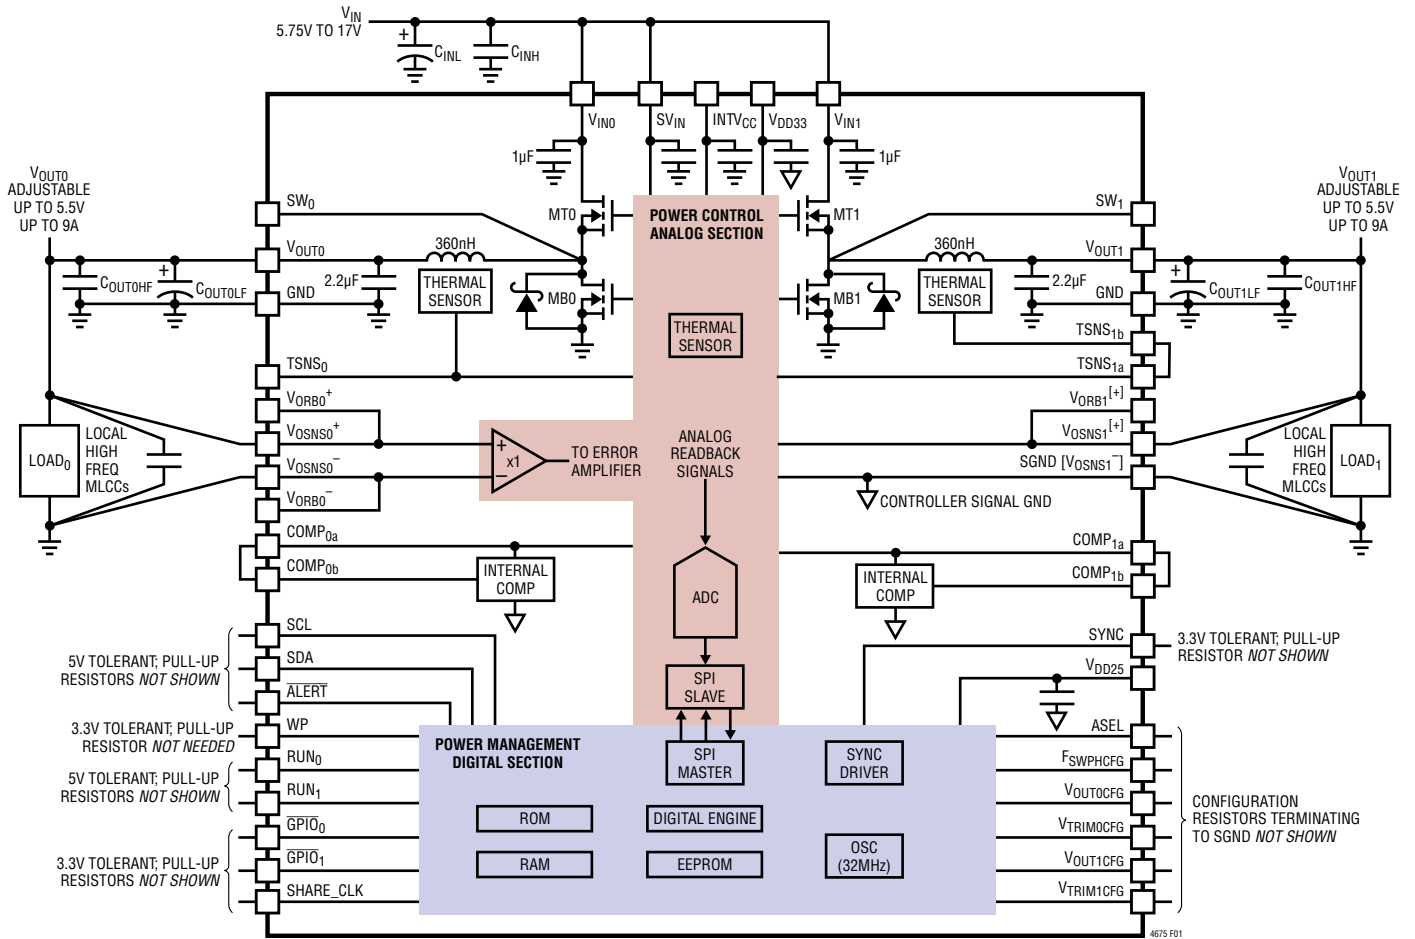 VIN
5.75V TO 17V
+
CINL
CINH
VIN0
SVIN
INTVCC
VDD33
VIN1
1µF
1µF
VOUT0
ADJUSTABLE
UP TO 5.5V
UP TO 9A
VOUT1
ADJUSTABLE
UP TO 5.5V
UP TO 9A
SW0
MT0
POWER CONTROL
ANALOG SECTION
MT1
SW1
VOUT0
360nH
360nH
VOUT1
COUT0HF
+
COUT0LF
GND
2.2µF
THERMAL
SENSOR
MB0
MB1
THERMAL
SENSOR
2.2µF
GND
+
COUT1LF
COUT1HF
THERMAL
SENSOR
TSNS1b
TSNS0
TSNS1a
VORB0+
VORB1[+]
VOSNS0+
VOSNS1[+]
LOAD0
LOCAL
HIGH
FREQ
MLCCs
+
x1
−
TO ERROR
AMPLIFIER
ANALOG
READBACK
SIGNALS
LOCAL
HIGH
FREQ
MLCCs
LOAD1
VOSNS0−
SGND [VOSNS1−]
VORB0−
CONTROLLER SIGNAL GND
COMP0a
COMP1a
COMP0b
INTERNAL
COMP
ADC
INTERNAL
COMP
COMP1b
SCL
SYNC
3.3V TOLERANT; PULL-UP
RESISTOR NOT SHOWN
5V TOLERANT; PULL-UP
RESISTORS NOT SHOWN
SDA
VDD25
ALERT
SPI
SLAVE
3.3V TOLERANT; PULL-UP
RESISTOR NOT NEEDED
WP
POWER MANAGEMENT
DIGITAL SECTION
SPI
MASTER
SYNC
DRIVER
ASEL
5V TOLERANT; PULL-UP
RESISTORS NOT SHOWN
RUN0
RUN1
FSWPHCFG
VOUT0CFG
CONFIGURATION
RESISTORS TERMINATING
TO SGND NOT SHOWN
ROM
DIGITAL ENGINE
GPIO0
VTRIM0CFG
3.3V TOLERANT; PULL-UP
RESISTORS NOT SHOWN
GPIO1
RAM
EEPROM
OSC
(32MHz)
VOUT1CFG
SHARE_CLK
VTRIM1CFG
4675 F01